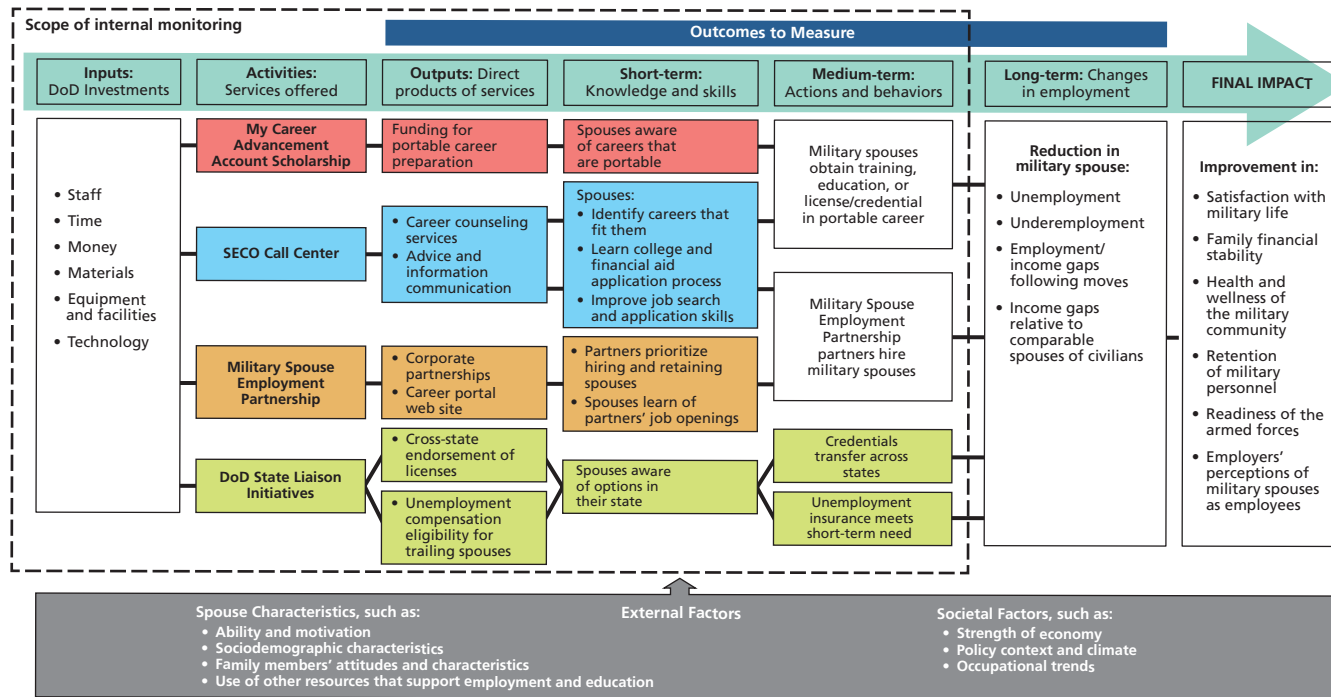 Scope of internal monitoring
Outcomes to Measure
Inputs:
DoD Investments
Activities:
Services offered
Outputs: Direct
products of services
Short-term:
Knowledge and skills
Medium-term:
Actions and behaviors
Long-term: Changes
in employment
FINAL IMPACT
• Staff
• Time
• Money
• Materials
• Equipment
and facilities
• Technology
My Career
Advancement
Account Scholarship
Funding for
portable career
preparation
Spouses aware
of careers that
are portable
SECO Call Center
• Career counseling
services
• Advice and
information
communication
Spouses:
• Identify careers that
fit them
• Learn college and
financial aid
application process
• Improve job search
and application skills
Military spouses
obtain training,
education, or
license/credential
in portable career
Military Spouse
Employment
Partnership
• Corporate
partnerships
• Career portal
web site
• Partners prioritize
hiring and retaining
spouses
• Spouses learn of
partners’ job openings
Military Spouse
Employment
Partnership
partners hire
military spouses
DoD State Liaison
Initiatives
• Cross-state
endorsement of
licenses
• Unemployment
compensation
eligibility for
trailing spouses
Spouses aware
of options in
their state
Credentials
transfer across
states
Unemployment
insurance meets
short-term need
Reduction in
military spouse:
• Unemployment
• Underemployment
• Employment/
income gaps
following moves
• Income gaps
relative to
comparable
spouses of civilians
Improvement in:
• Satisfaction with
military life
• Family financial
stability
• Health and
wellness of
the military
community
• Retention
of military
personnel
• Readiness of the
armed forces
• Employers’
perceptions of
military spouses
as employees
External Factors
Spouse Characteristics, such as:
• Ability and motivation
• Sociodemographic characteristics
• Family members’ attitudes and characteristics
• Use of other resources that support employment and education
Societal Factors, such as:
• Strength of economy
• Policy context and climate
• Occupational trends